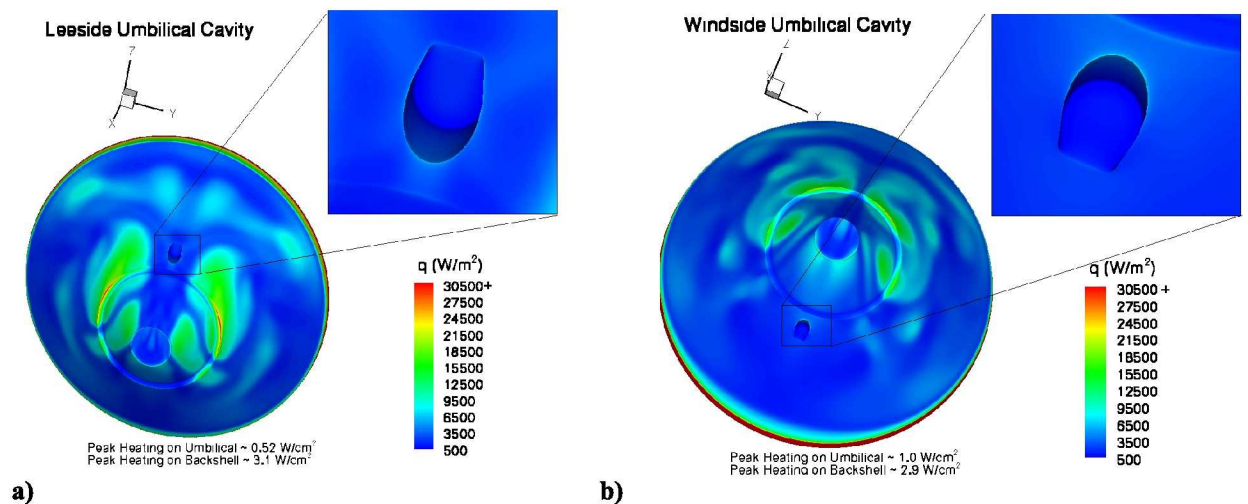 Leeside Umbilical Cavity
Z
Y
X
q (W/m²)
30500+
27500
24500
21500
18500
15500
12500
9500
6500
3500
500
Peak Heating on Umbilical ~ 0.52 W/cm²
Peak Heating on Backshell ~ 3.1 W/cm²
a)
Windside Umbilical Cavity
Z
X
Y
q (W/m²)
30500 +
27500
24500
21500
18500
15500
12500
9500
6500
3500
500
Peak Heating on Umbilical ~ 1.0 W/cm²
Peak Heating on Backshell ~ 2.9 W/cm²
b)